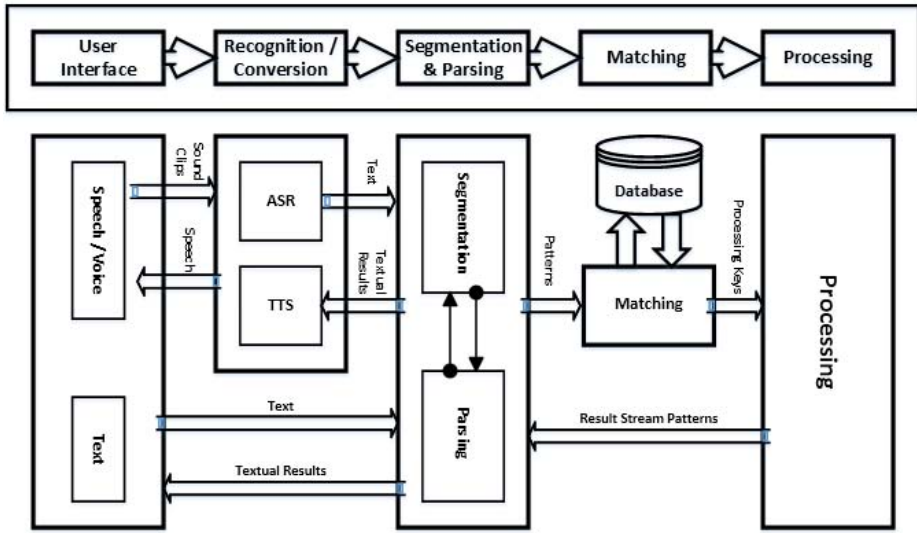 User
Interface
Recognition /
Conversion
Segmentation
& Parsing
Matching
Processing
Speech / Voice
Text
Sound
Clips
Speech
ASR
TTS
Text
Textual
Results
Segmentation
Parsing
Patterns
Database
Matching
Processing Keys
Processing
Text
Textual Results
Result Stream Patterns